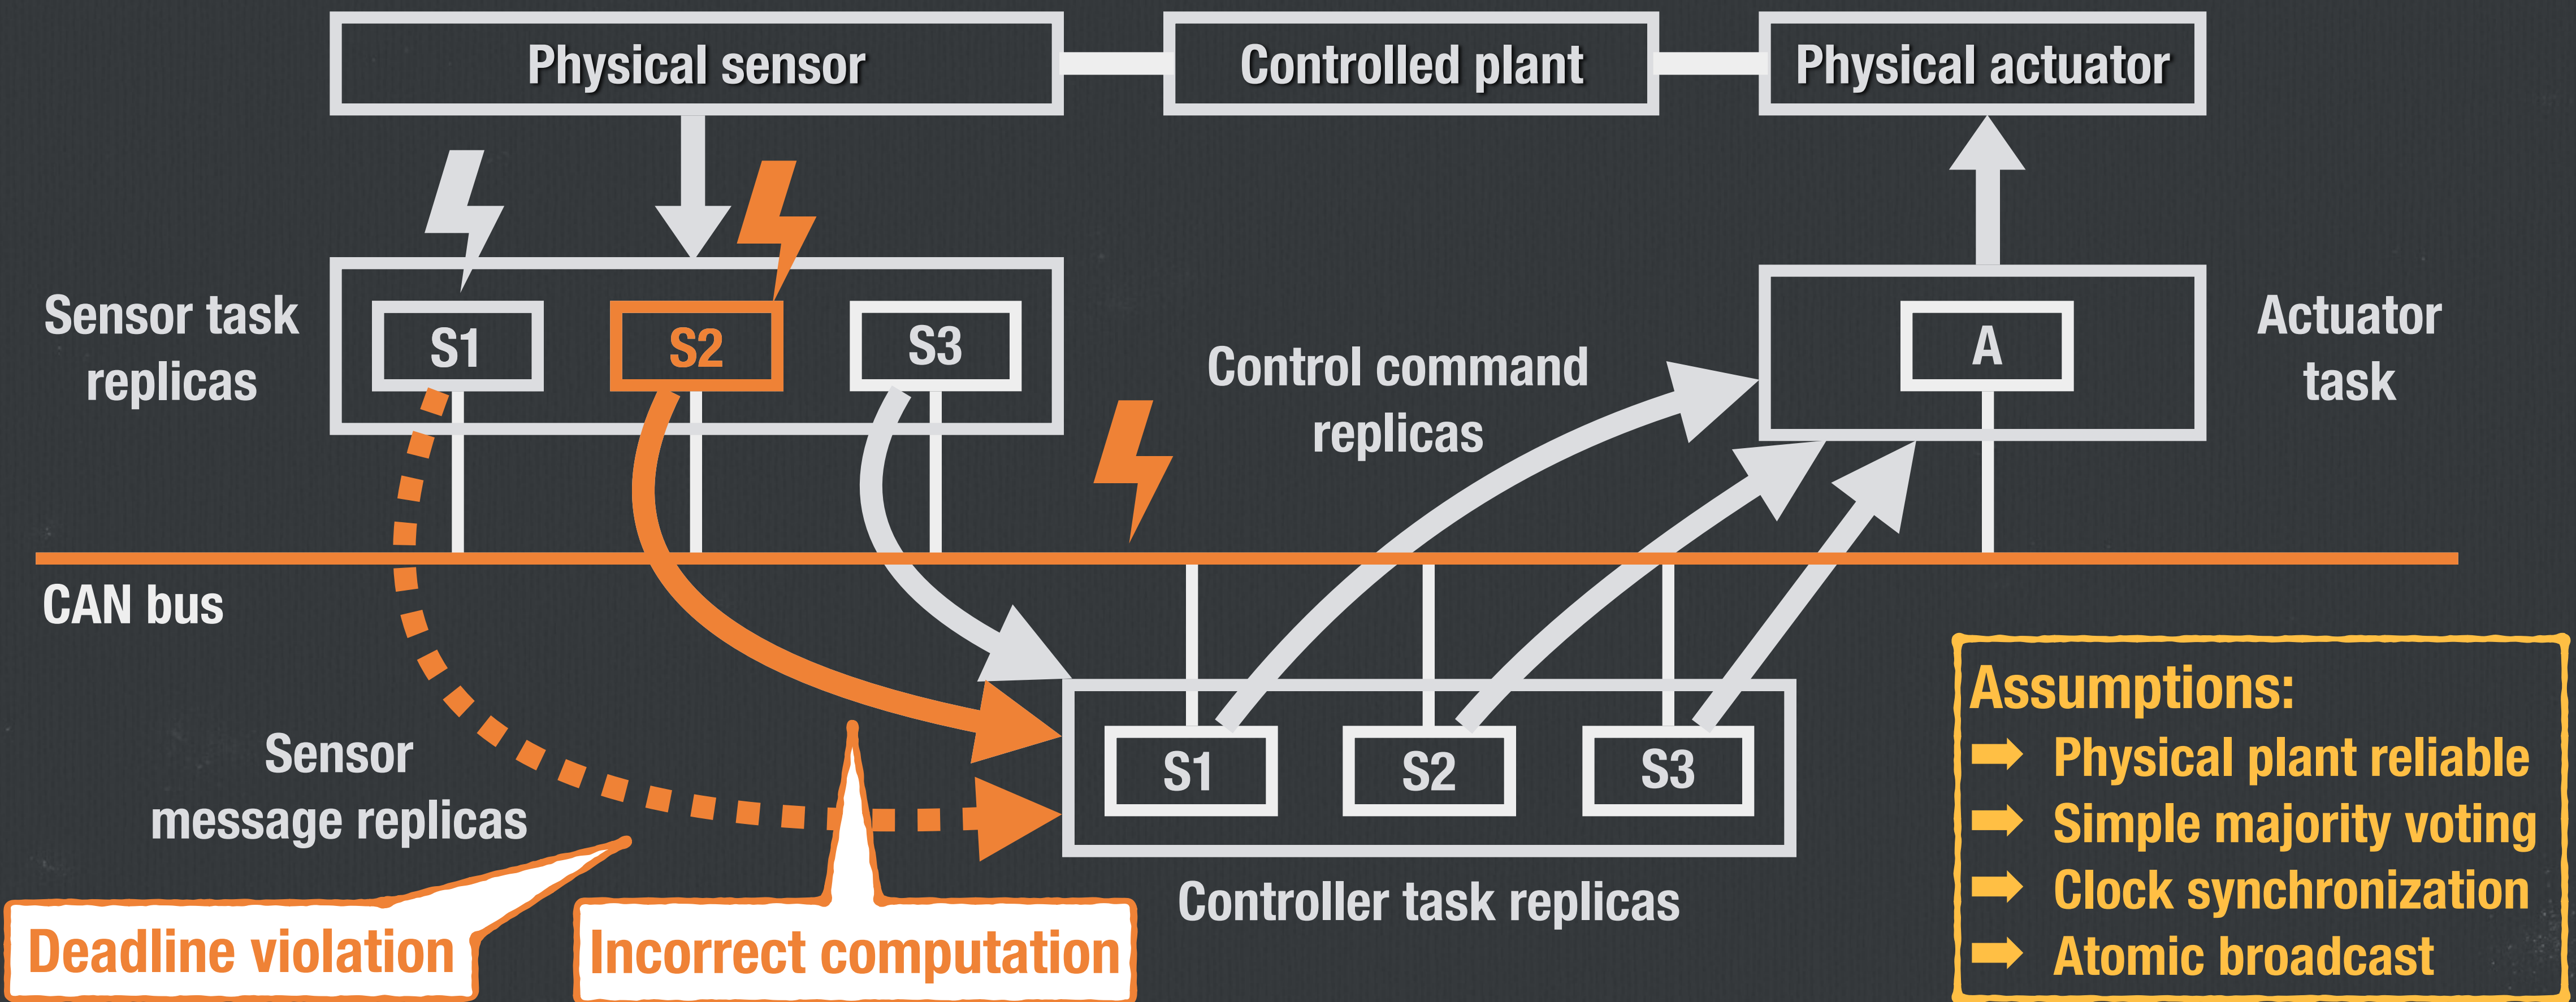 Physical sensor
Controlled plant
Physical actuator
Sensor task
replicas
S1
S2
S3
Control command
replicas
A
Actuator
task
CAN bus
Sensor
message replicas
S1
S2
S3
Controller task replicas
Deadline violation
Incorrect computation
Assumptions:
➡ Physical plant reliable
➡ Simple majority voting
➡ Clock synchronization
➡ Atomic broadcast